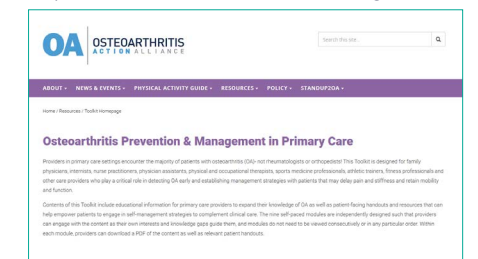 OA OSTEOARTHRITIS
ACTION ALLIANCE
Search this site...
ABOUT NEWS & EVENTS PHYSICAL ACTIVITY GUIDE RESOURCES POLICY STANDUP2OA
Home / Resources / Toolkit Homepage
Osteoarthritis Prevention & Management in Primary Care
Providers in primary care settings encounter the majority of patients with osteoarthritis (OA)- not rheumatologists or orthopedists! This Toolkit is designed for family
physicians, internists, nurse practitioners, physician assistants, physical and occupational therapists, sports medicine professionals, athletic trainers, fitness professionals and
other care providers who play a critical role in detecting OA early and establishing management strategies with patients that may delay pain and stiffness and retain mobility
and function.
Contents of this Toolkit include educational information for primary care providers to expand their knowledge of OA as well as patient-facing handouts and resources that can
help empower patients to engage in self-management strategies to complement clinical care. The nine self-paced modules are independently designed such that providers
can engage with the content as their own interests and knowledge gaps guide them, and modules do not need to be viewed consecutively or in any particular order. Within
each module, providers can download a PDF of the content as well as relevant patient handouts.